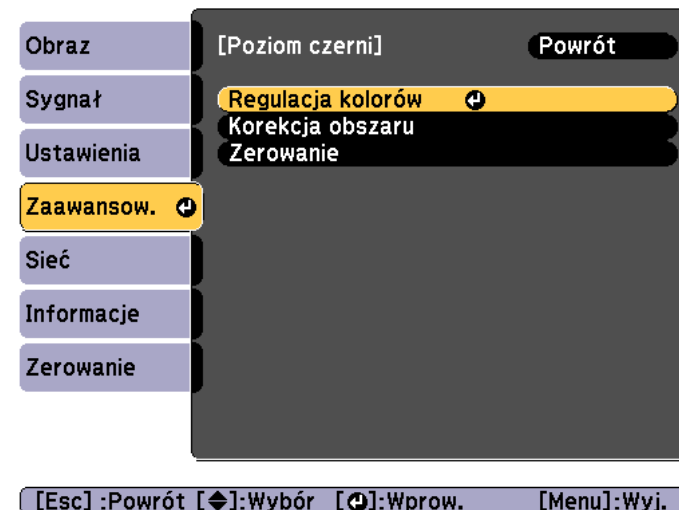 Obraz
Sygnał
Ustawienia
Zaawansow.
Sieć
Informacje
Zerowanie
[Poziom czerni] Powrót
Regulacja kolorów
Korekcja obszaru
Zerowanie
[Esc] :Powrót [◆]:Wybór [⏎]:Wprow. [Menu]:Wyj.